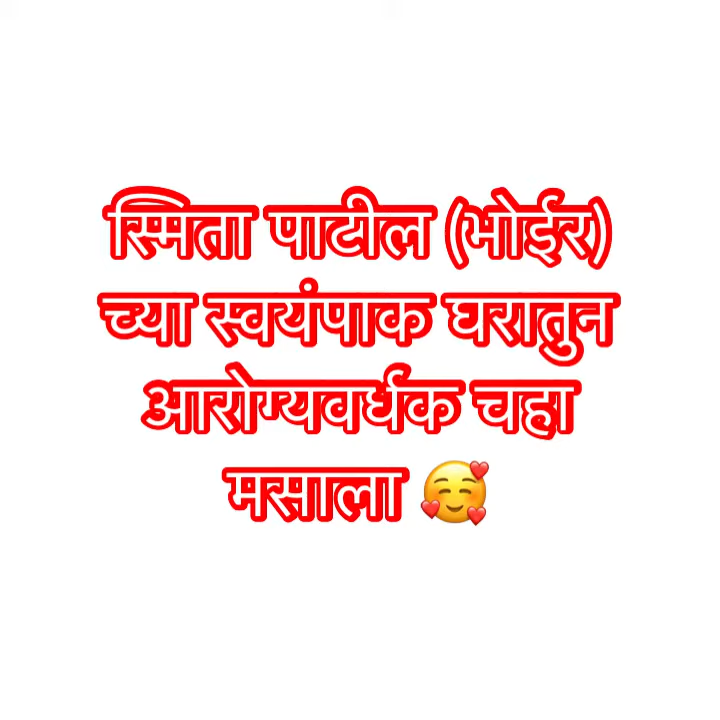 स्मिता पाटील (भोईर)
च्या स्वयंपाक घरातुन
आरोग्यवर्धक चहा
मसाला 🥰